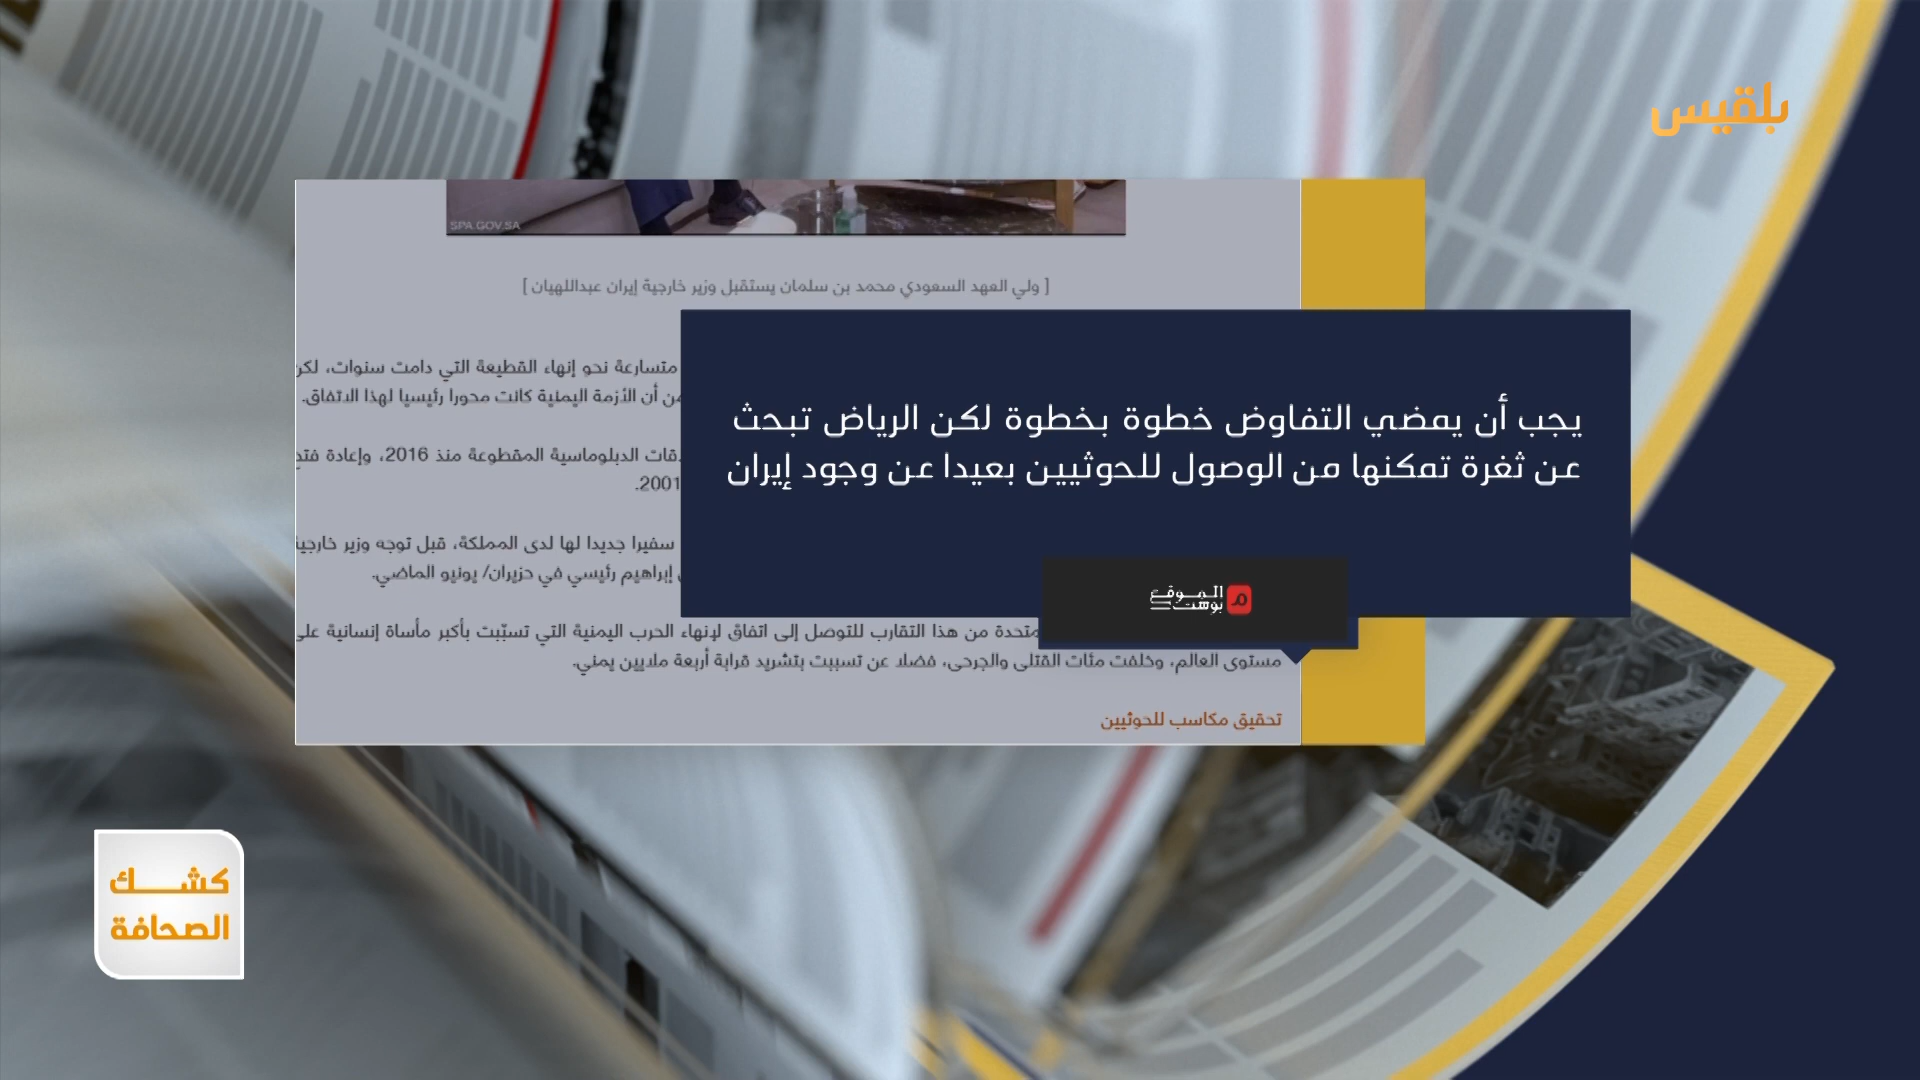 بلقيس
SPA.GOV.SA
[ ولي العهد السعودي محمد بن سلمان يستقبل وزير خارجية إيران عبداللهيان ]
متسارعة نحو إنهاء القطيعة التي دامت سنوات، لكن
من أن الأزمة اليمنية كانت محورا رئيسيا لهذا الاتفاق.
الدبلوماسية المقطوعة منذ 2016، وإعادة
2001.
سفيرا جديدا لها لدى المملكة، قبل توجه وزير خارجية
إبراهيم رئيسي في حزيران/ يونيو الماضي.
من هذا التقارب للتوصل إلى اتفاق لإنهاء الحرب اليمنية التي تسبّبت بأكبر مأساة إنسانية على
مستوى العالم، وخلفت مئات القتلى والجرحى، فضلا عن تسببت بتشريد قرابة أربعة ملايين يمني.
تحقيق مكاسب للحوثيين
يجب أن يمضي التفاوض خطوة بخطوة لكن الرياض تبحث
عن ثغرة تمكنها من الوصول للحوثيين بعيدا عن وجود إيران
الموقع
بوست
كشك
الصحافة